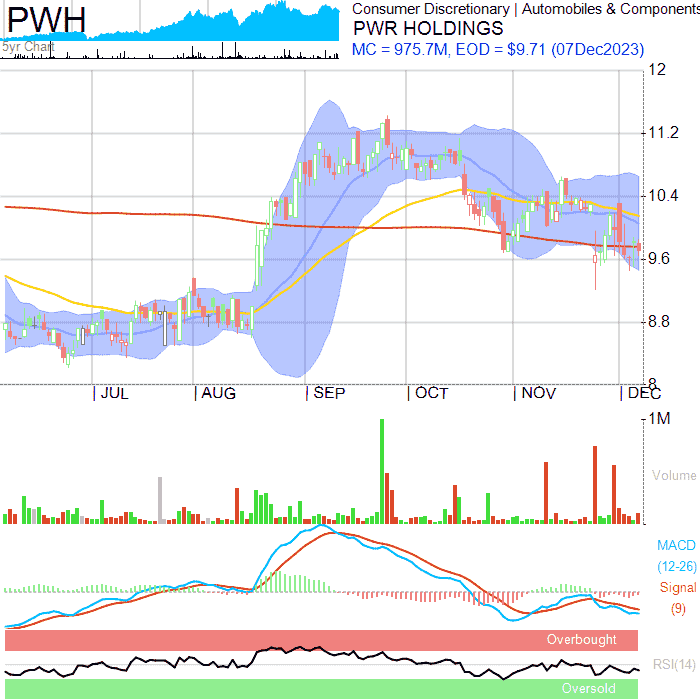 PWH
Consumer Discretionary | Automobiles & Components
PWR HOLDINGS
MC = 975.7M, EOD = $9.71 (07Dec2023)
5yr Chart
12
11.2
10.4
9.6
8.8
8
JUL AUG SEP OCT NOV DEC
1M
Volume
MACD
(12-26)
Signal
(9)
Overbought
RSI(14)
Oversold